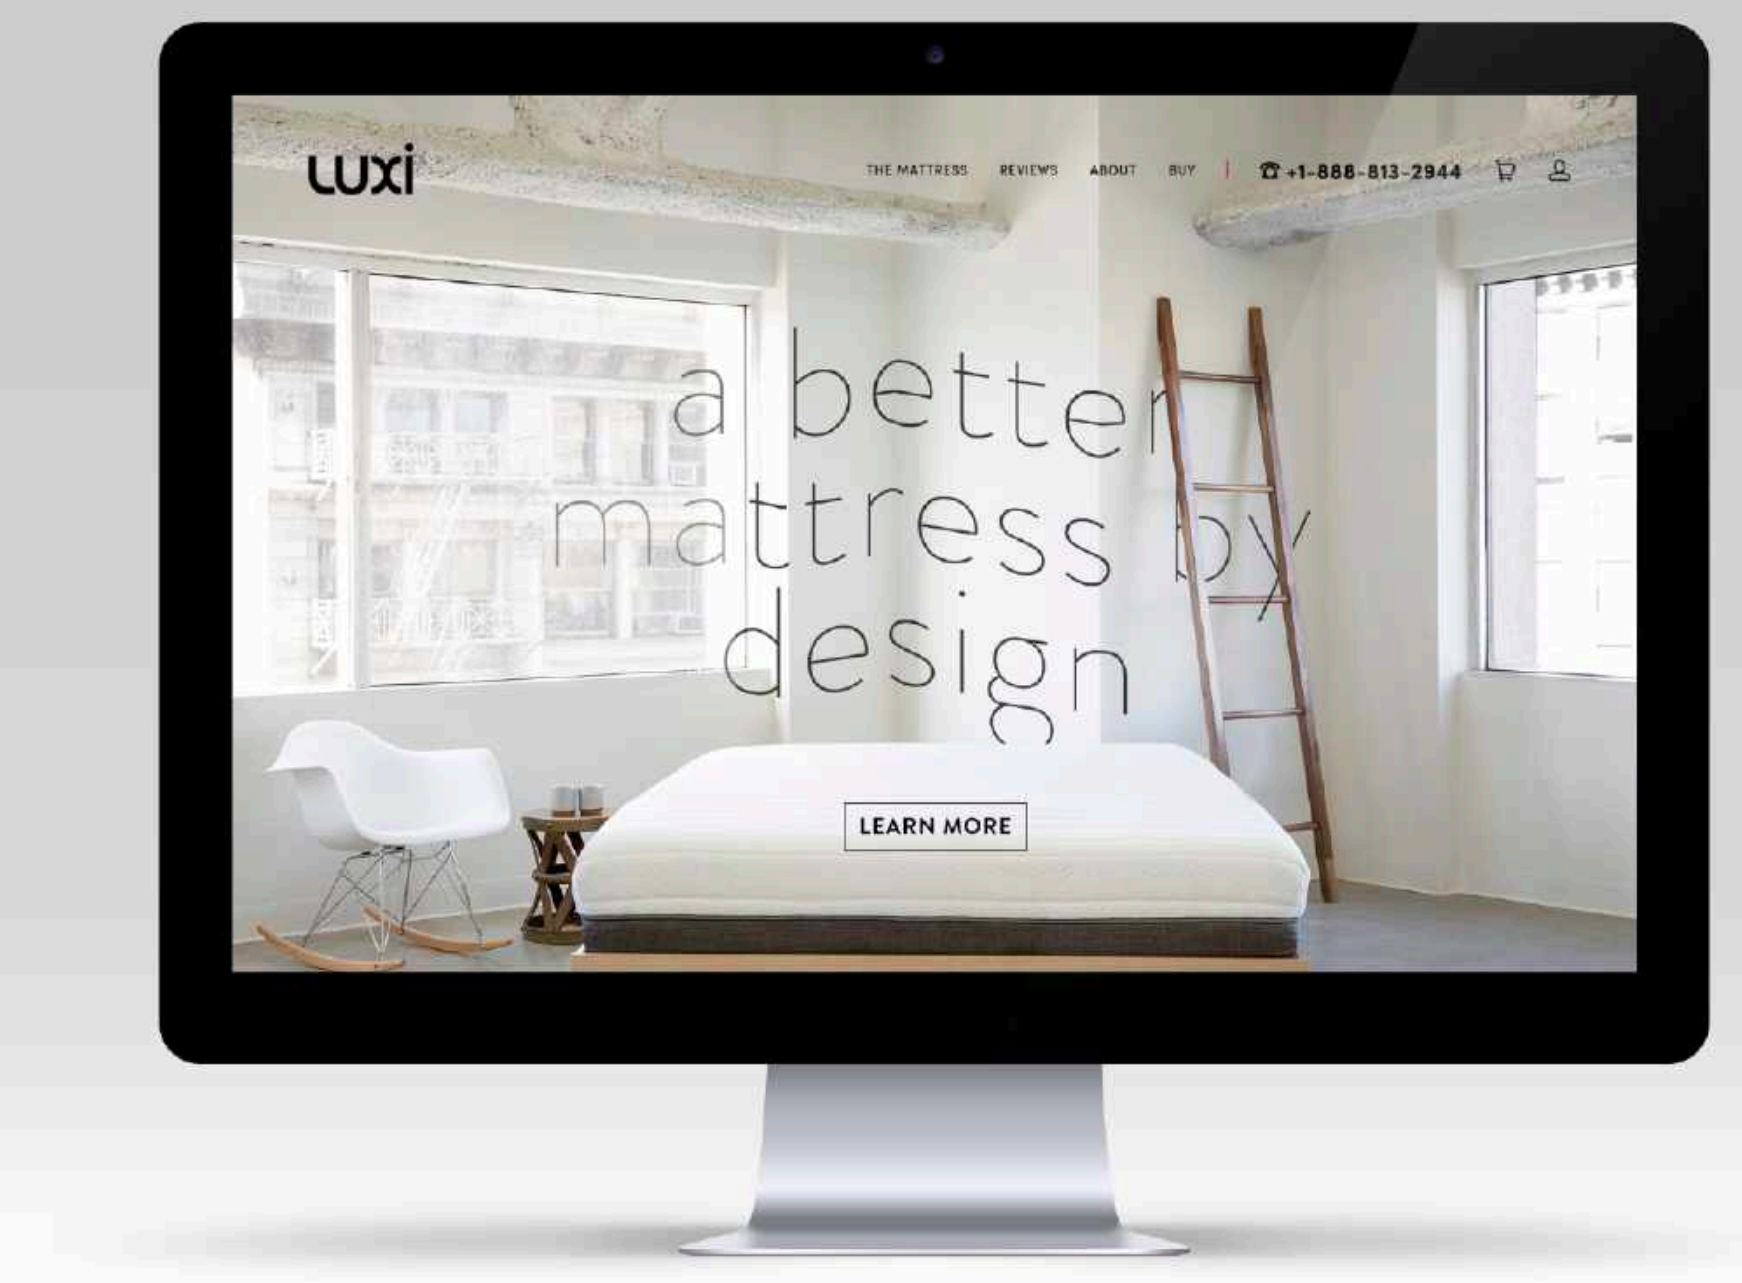 LUXi
THE MATTRESS REVIEWS ABOUT BUY | ☎ +1-888-813-2944
a better
mattress by
design
LEARN MORE